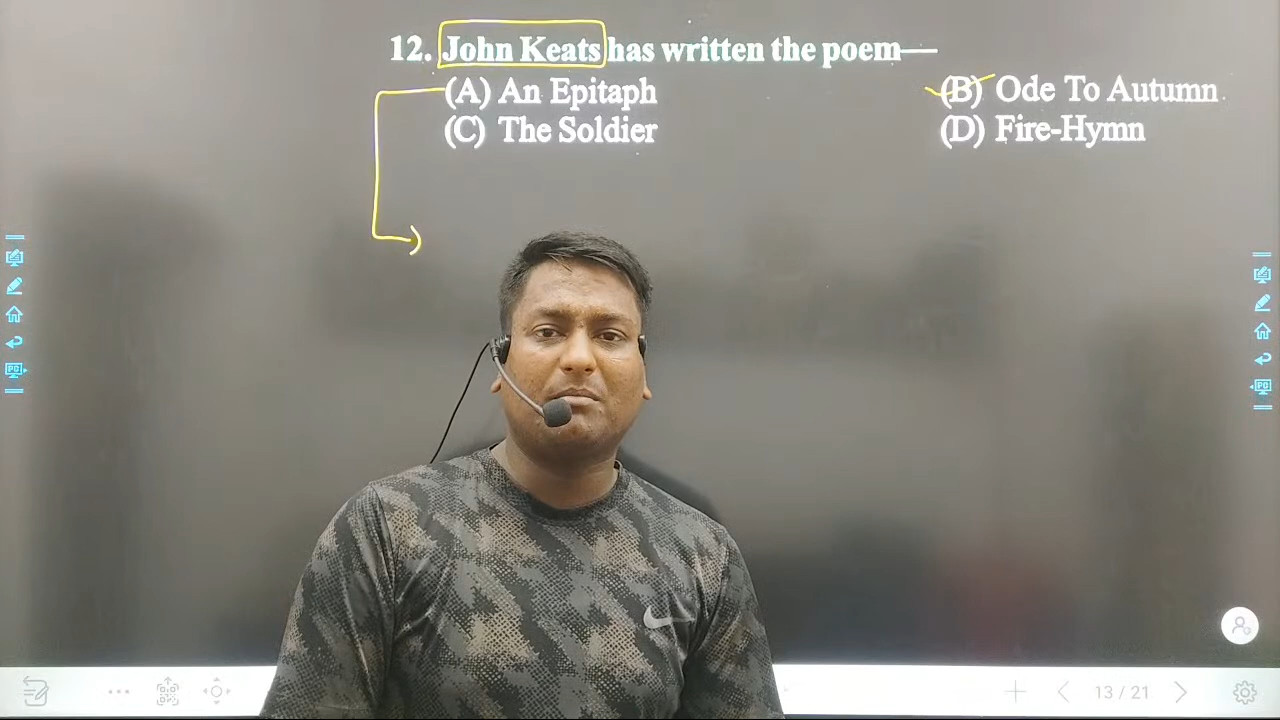 12. John Keats has written the poem—
(A) An Epitaph (B) Ode To Autumn
(C) The Soldier (D) Fire-Hymn
13 / 21